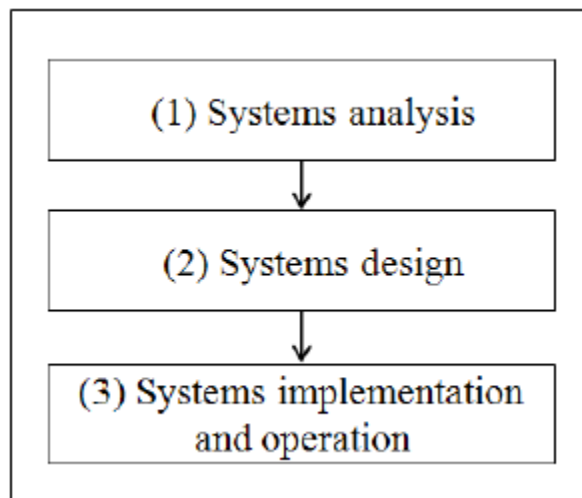 (1) Systems analysis
(2) Systems design
(3) Systems implementation
and operation